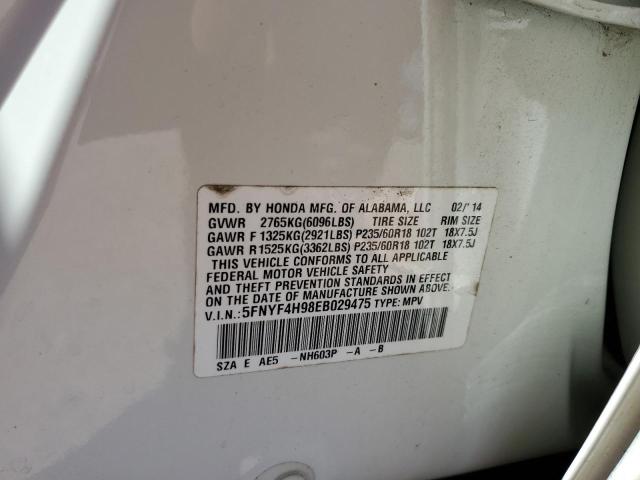 MFD. BY HONDA MFG. OF ALABAMA, LLC 02/'14
GVWR 2765KG(6096LBS) TIRE SIZE RIM SIZE
GAWR F 1325KG(2921LBS) P235/60R18 102T 18X7.5J
GAWR R1525KG(3362LBS) P235/60R18 102T 18X7.5J
THIS VEHICLE CONFORMS TO ALL APPLICABLE
FEDERAL MOTOR VEHICLE SAFETY
AND THEFT PREVENTION STANDARDS IN EFFECT
ON THE DATE OF MANUFACTURE SHOWN ABOVE.
V.I.N.: 5FNYF4H98EB029475 TYPE: MPV
SZA E AE5 -NH603P -A -B